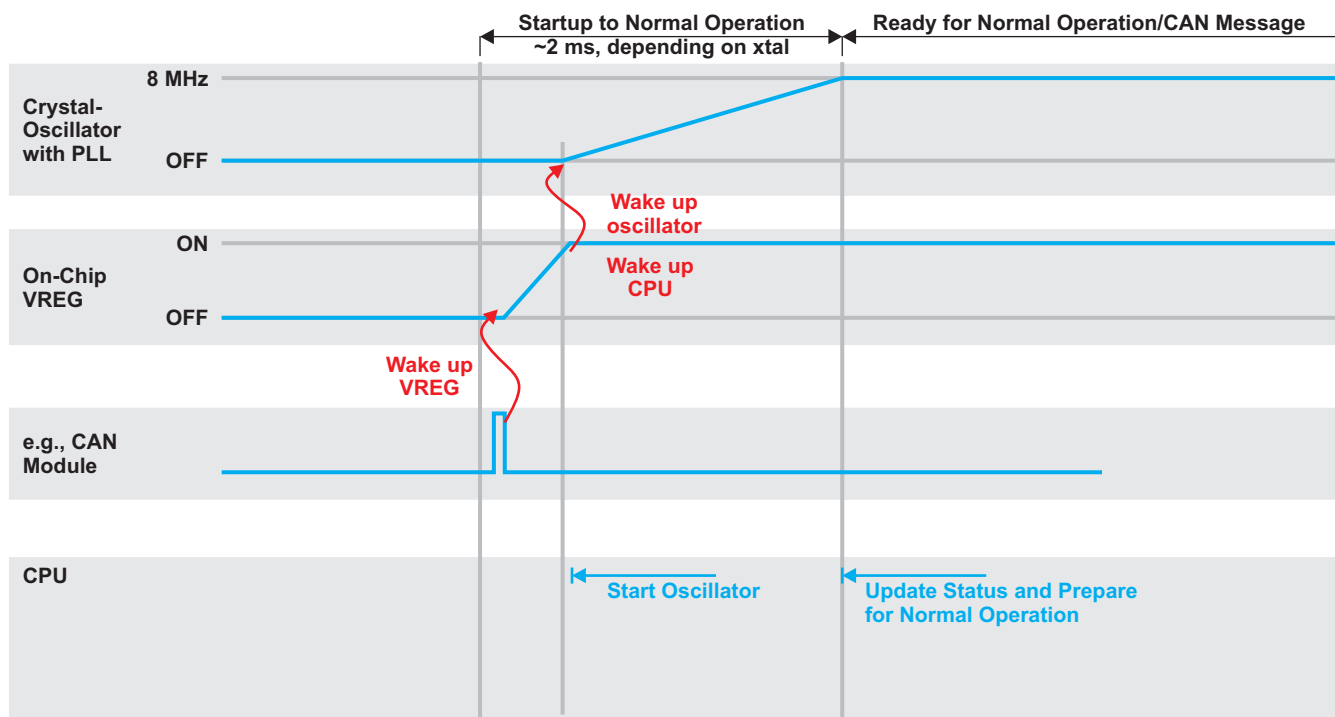 Startup to Normal Operation
~2 ms, depending on xtal
Ready for Normal Operation/CAN Message
Crystal-
Oscillator
with PLL
8 MHz
OFF
Wake up
oscillator
On-Chip
VREG
ON
OFF
Wake up
CPU
Wake up
VREG
e.g., CAN
Module
CPU
Start Oscillator
Update Status and Prepare
for Normal Operation